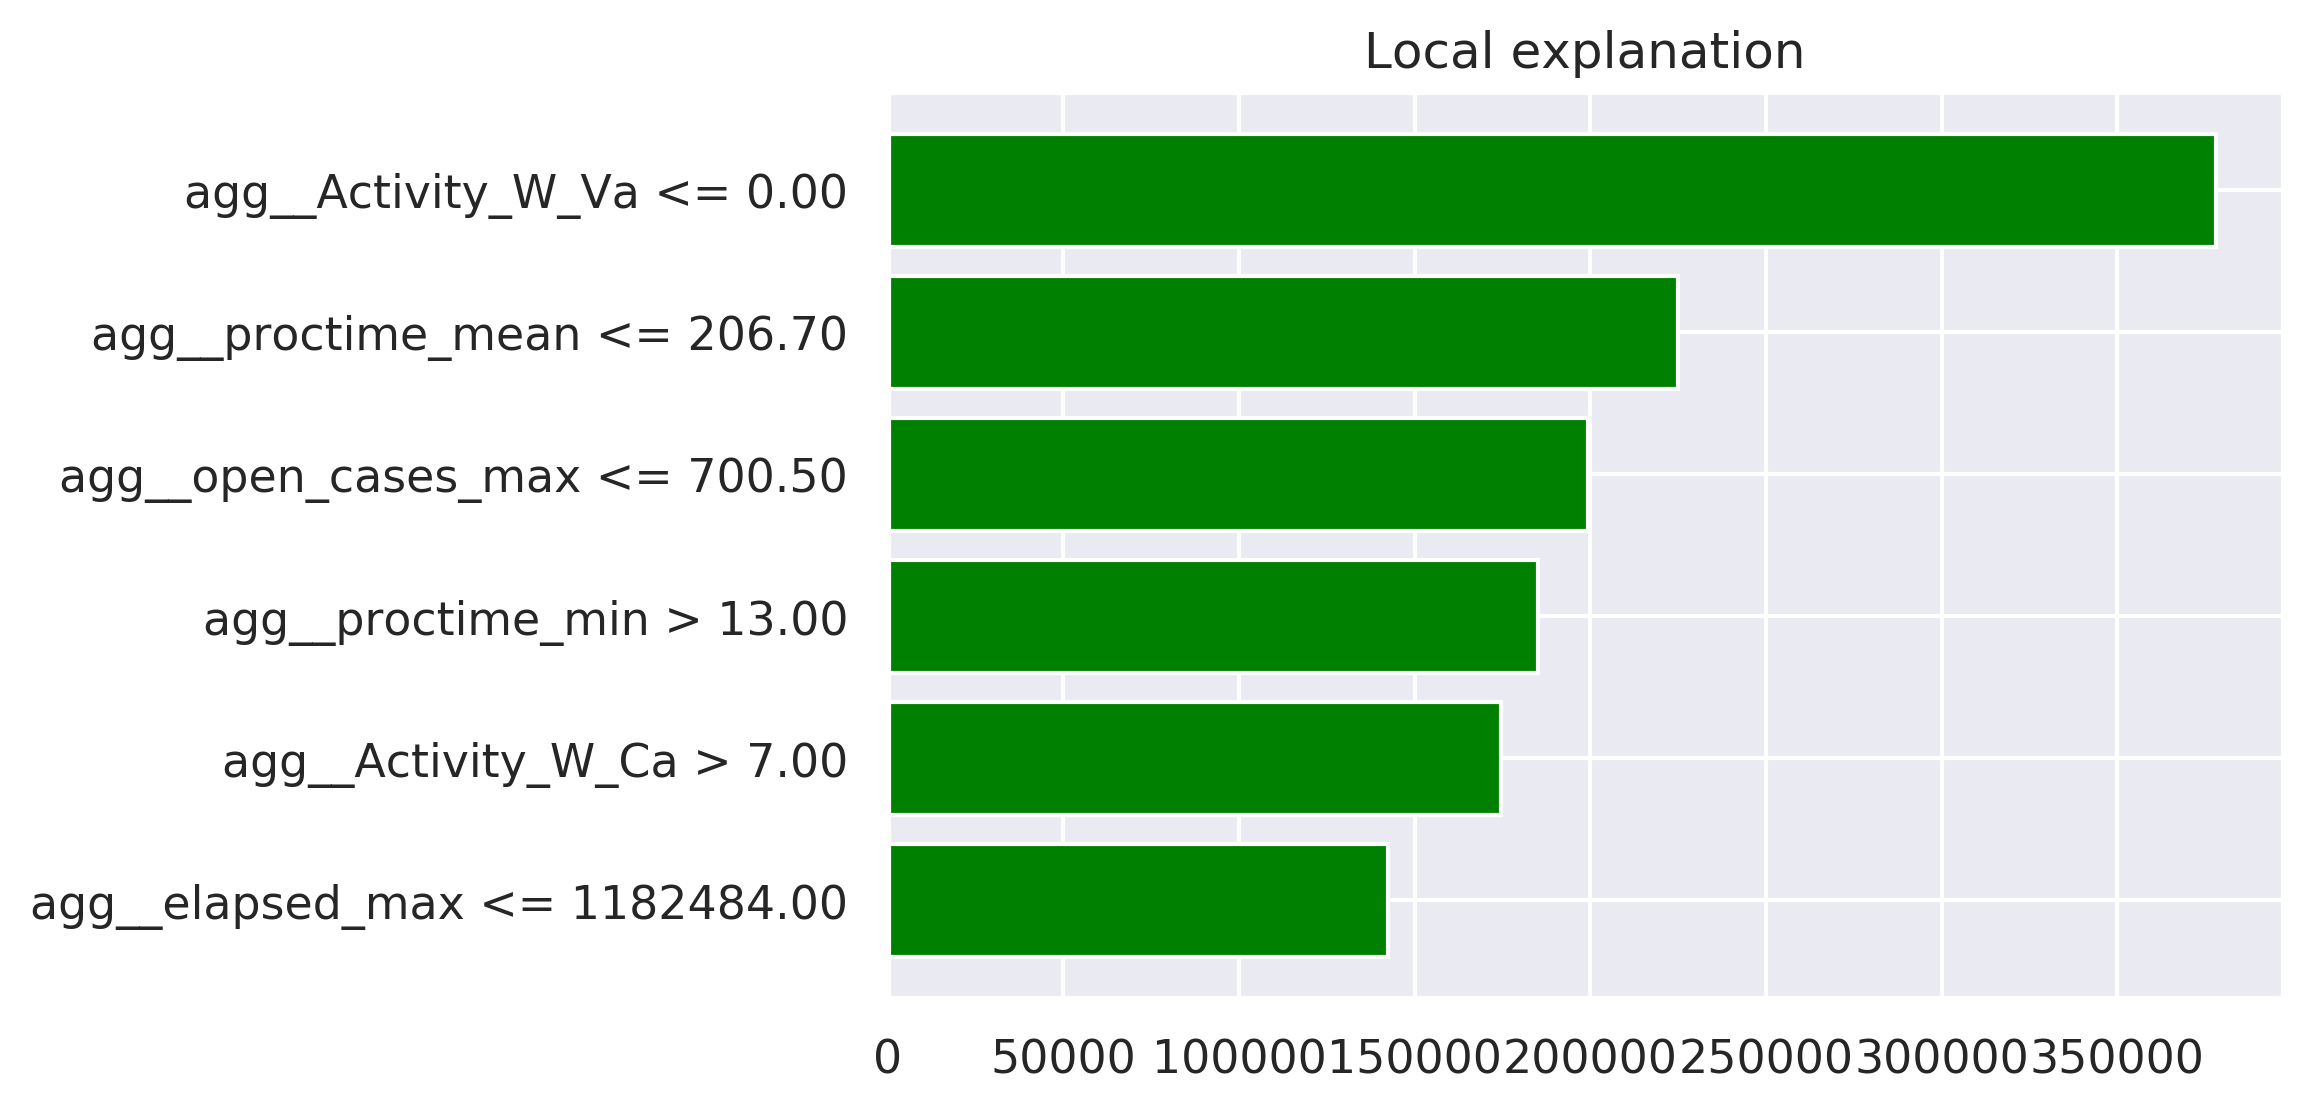 Local explanation
agg__Activity_W_Va <= 0.00
agg__proctime_mean <= 206.70
agg__open_cases_max <= 700.50
agg__proctime_min > 13.00
agg__Activity_W_Ca > 7.00
agg__elapsed_max <= 1182484.00
0 50000 100000 150000 200000 250000 300000 350000